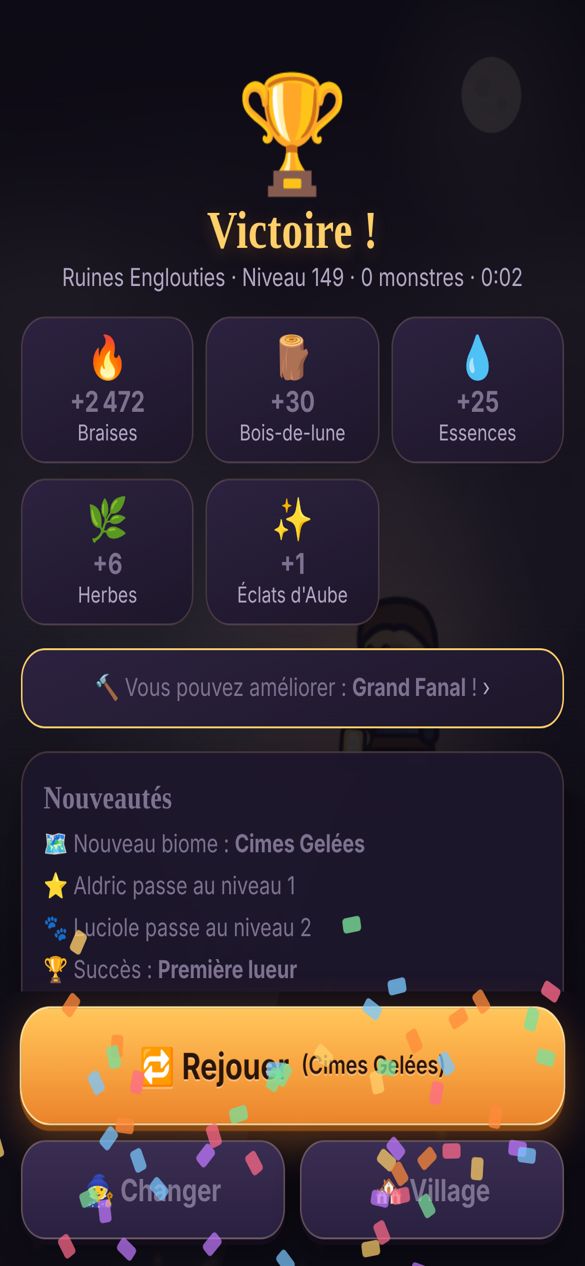 Victoire !
Ruines Englouties · Niveau 149 · 0 monstres · 0:02
+2 472
Braises
+30
Bois-de-lune
+25
Essences
+6
Herbes
+1
Éclats d'Aube
Vous pouvez améliorer : Grand Fanal ! ›
Nouveautés
Nouveau biome : Cimes Gelées
Aldric passe au niveau 1
Luciole passe au niveau 2
Succès : Première lueur
Rejouer (Cimes Gelées)
Changer
Village